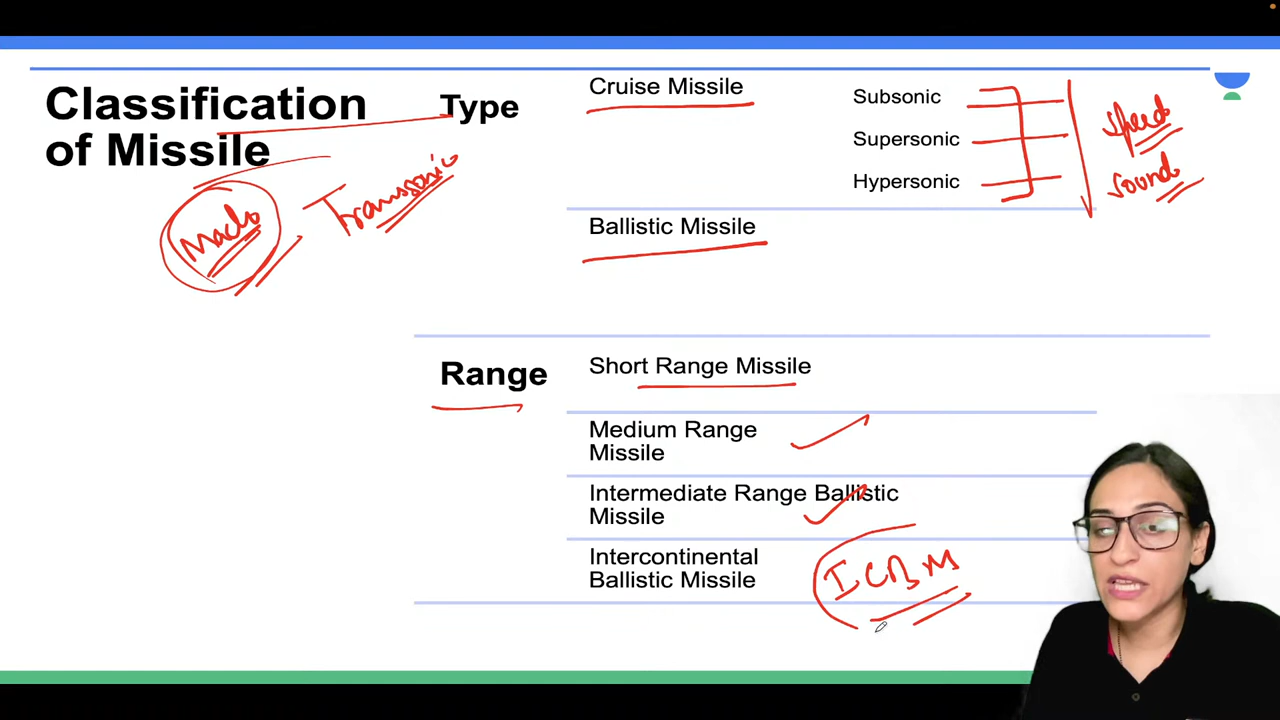 Classification
of Missile
Type
Cruise Missile
Subsonic
Supersonic
Hypersonic
speed
sound
Mach
Transsonic
Ballistic Missile
Range
Short Range Missile
Medium Range
Missile
Intermediate Range Ballistic
Missile
Intercontinental
Ballistic Missile
ICBM